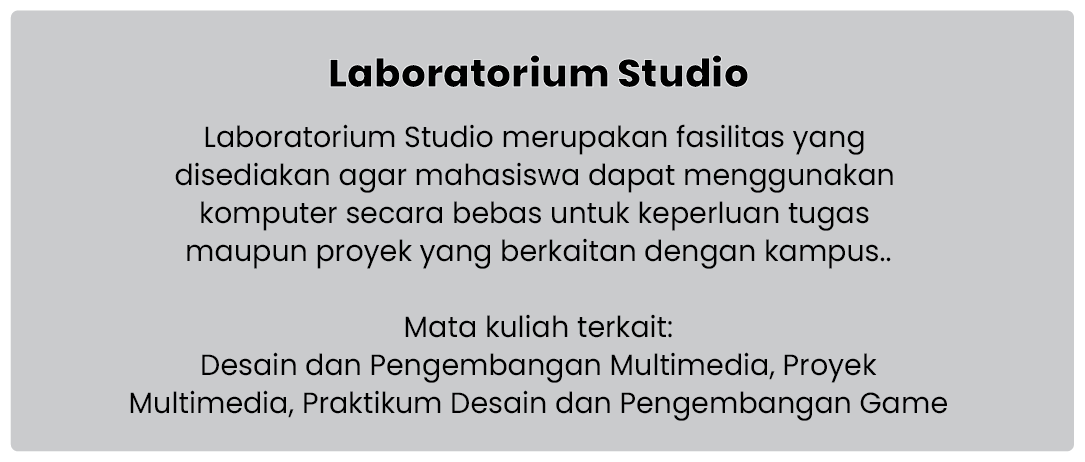 Laboratorium Studio
Laboratorium Studio merupakan fasilitas yang
disediakan agar mahasiswa dapat menggunakan
komputer secara bebas untuk keperluan tugas
maupun proyek yang berkaitan dengan kampus..
Mata kuliah terkait:
Desain dan Pengembangan Multimedia, Proyek
Multimedia, Praktikum Desain dan Pengembangan Game